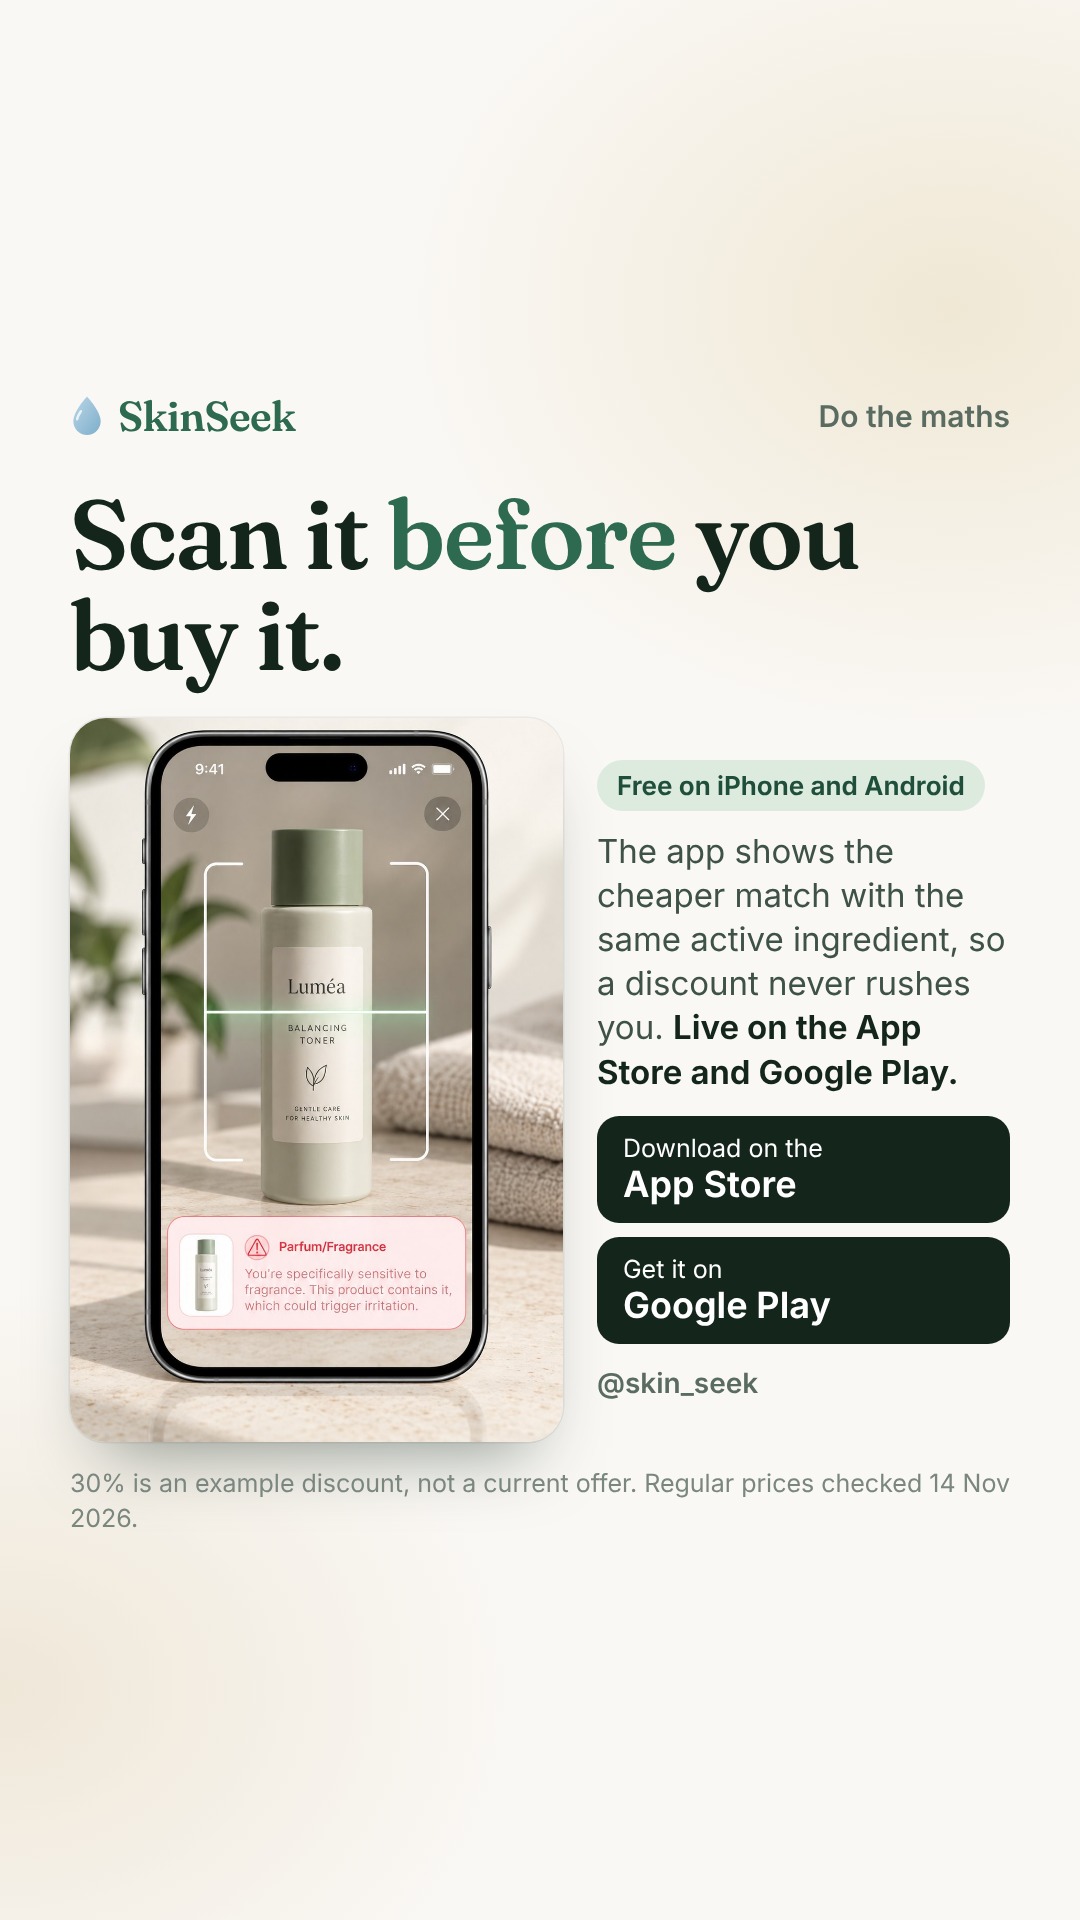 SkinSeek
Do the maths
Scan it before you
buy it.
9:41
Luméa
BALANCING
TONER
GENTLE CARE
FOR HEALTHY SKIN
Parfum/Fragrance
You're specifically sensitive to
fragrance. This product contains it,
which could trigger irritation.
Free on iPhone and Android
The app shows the
cheaper match with the
same active ingredient, so
a discount never rushes
you. Live on the App
Store and Google Play.
Download on the
App Store
Get it on
Google Play
@skin_seek
30% is an example discount, not a current offer. Regular prices checked 14 Nov
2026.